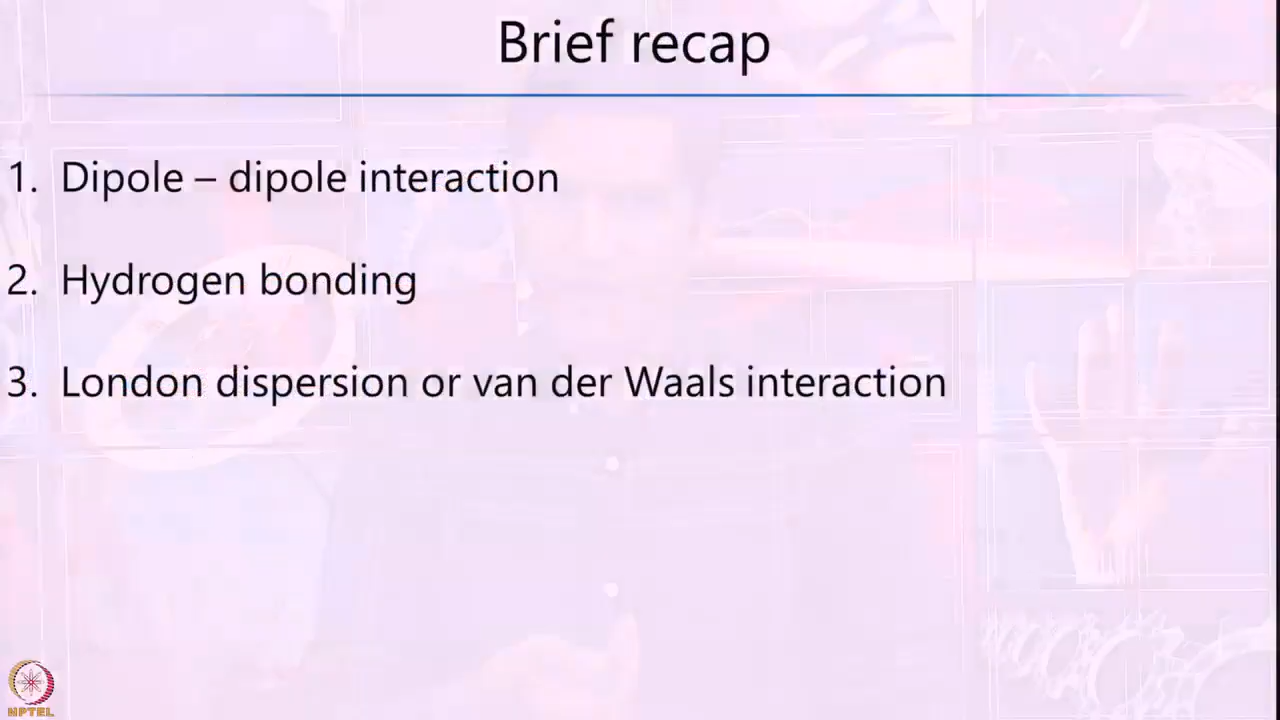 Brief recap
1. Dipole – dipole interaction
2. Hydrogen bonding
3. London dispersion or van der Waals interaction
NPTEL